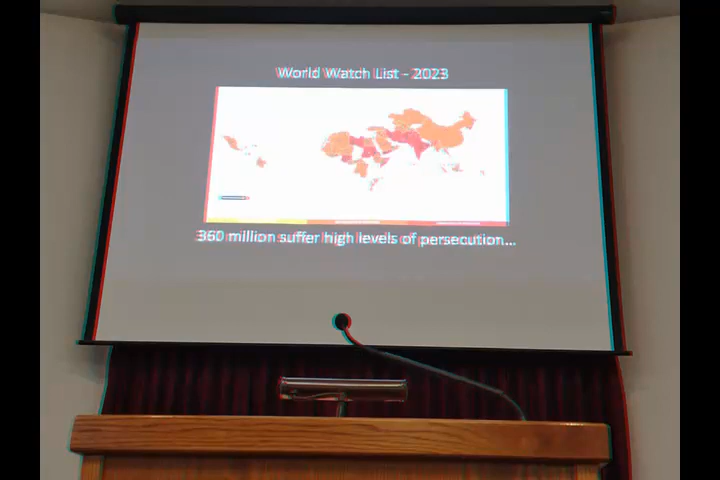 World Watch List - 2023
360 million suffer high levels of persecution...